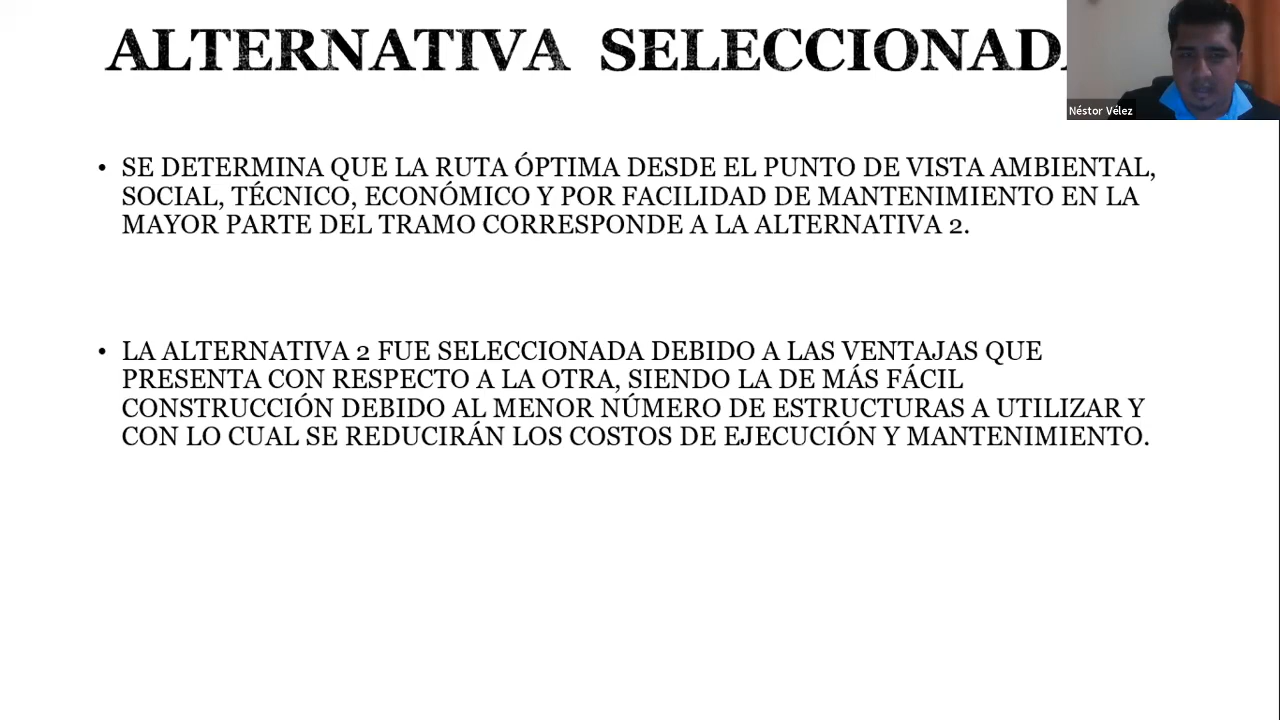 ALTERNATIVA SELECCIONADA
Néstor Vélez
• SE DETERMINA QUE LA RUTA ÓPTIMA DESDE EL PUNTO DE VISTA AMBIENTAL,
SOCIAL, TÉCNICO, ECONÓMICO Y POR FACILIDAD DE MANTENIMIENTO EN LA
MAYOR PARTE DEL TRAMO CORRESPONDE A LA ALTERNATIVA 2.
• LA ALTERNATIVA 2 FUE SELECCIONADA DEBIDO A LAS VENTAJAS QUE
PRESENTA CON RESPECTO A LA OTRA, SIENDO LA DE MÁS FÁCIL
CONSTRUCCIÓN DEBIDO AL MENOR NÚMERO DE ESTRUCTURAS A UTILIZAR Y
CON LO CUAL SE REDUCIRÁN LOS COSTOS DE EJECUCIÓN Y MANTENIMIENTO.